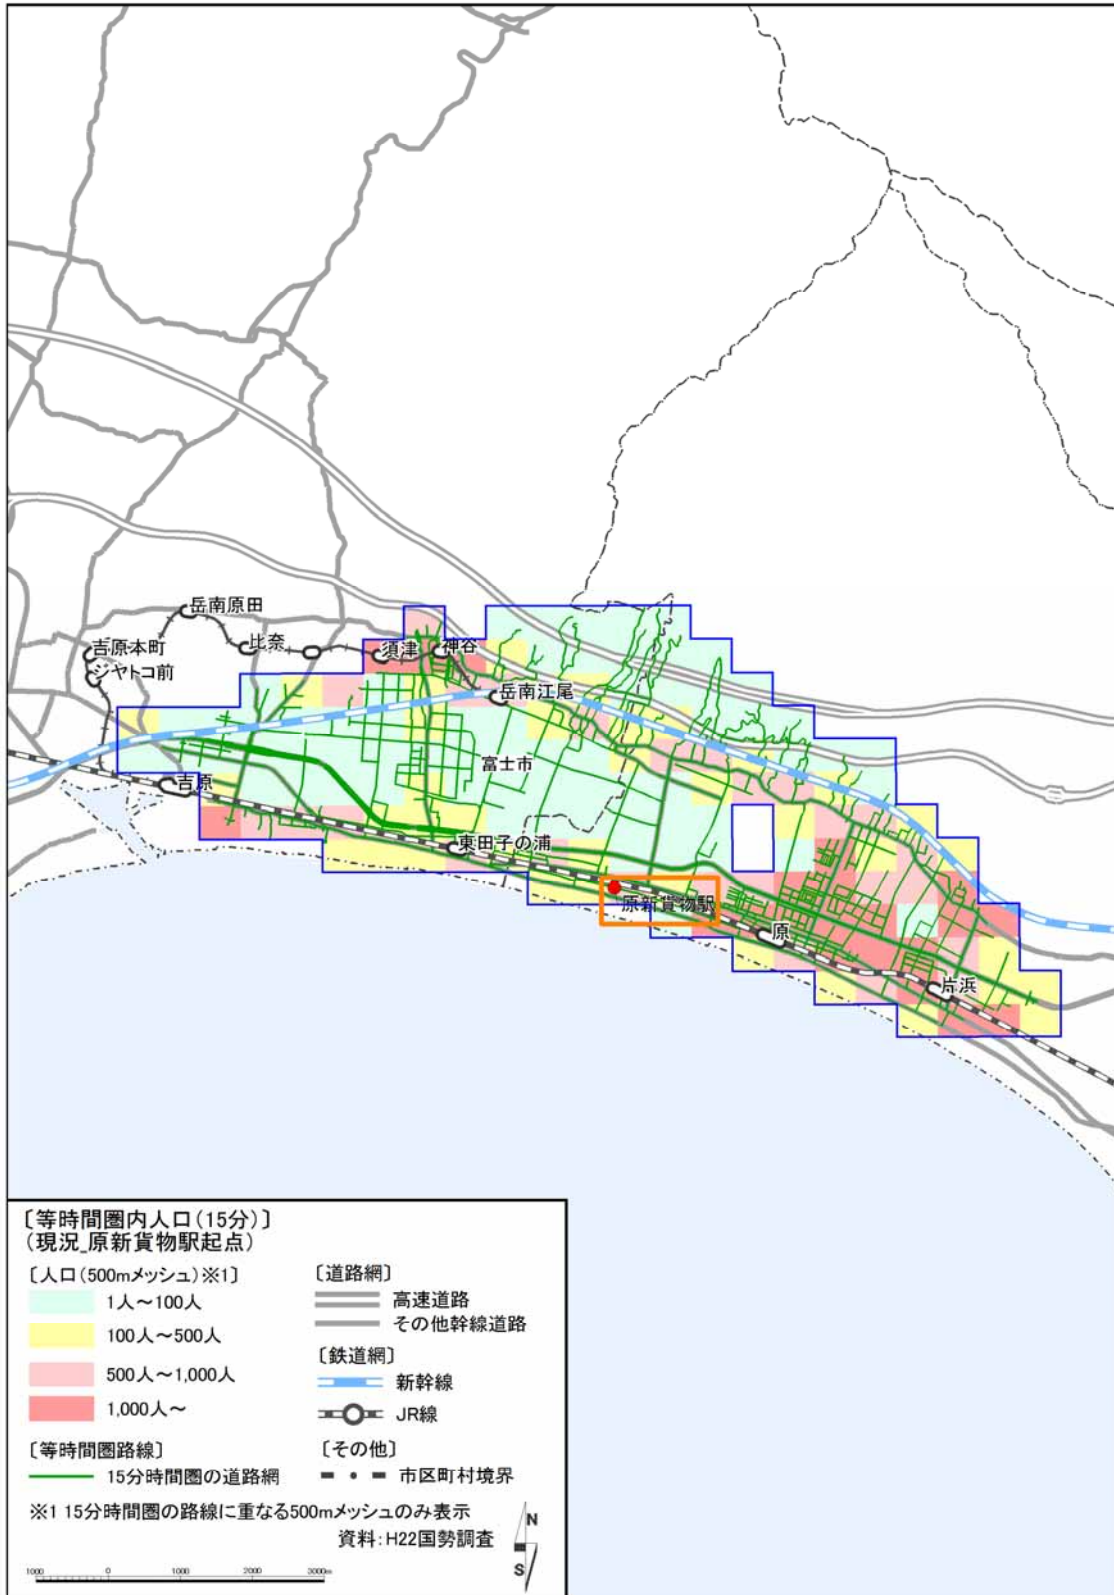 岳南原田
吉原本町
比奈
須津
神谷
ジヤトコ前
岳南江尾
富士市
吉原
東田子の浦
原新貨物駅
原
片浜
〔等時間圏内人口(15分)〕
(現況_原新貨物駅起点)
〔人口(500mメッシュ)※1〕
1人～100人
100人～500人
500人～1,000人
1,000人～
〔等時間圏路線〕
15分時間圏の道路網
〔道路網〕
高速道路
その他幹線道路
〔鉄道網〕
新幹線
JR線
〔その他〕
市区町村境界
※1 15分時間圏の路線に重なる500mメッシュのみ表示
資料:H22国勢調査
N
S
1000 0 1000 2000 3000m